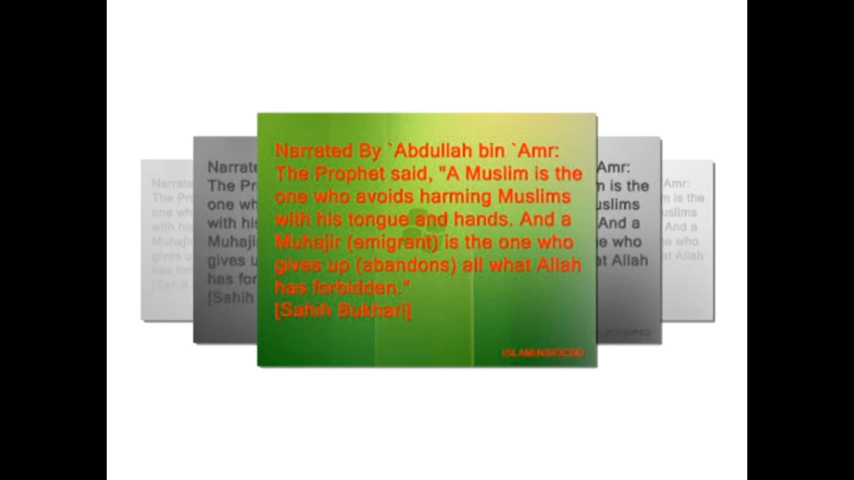 Narrated By `Abdullah bin `Amr:
The Prophet said, "A Muslim is the
one who avoids harming Muslims
with his tongue and hands. And a
Muhajir (emigrant) is the one who
gives up (abandons) all what Allah
has forbidden."
[Sahih Bukhari]